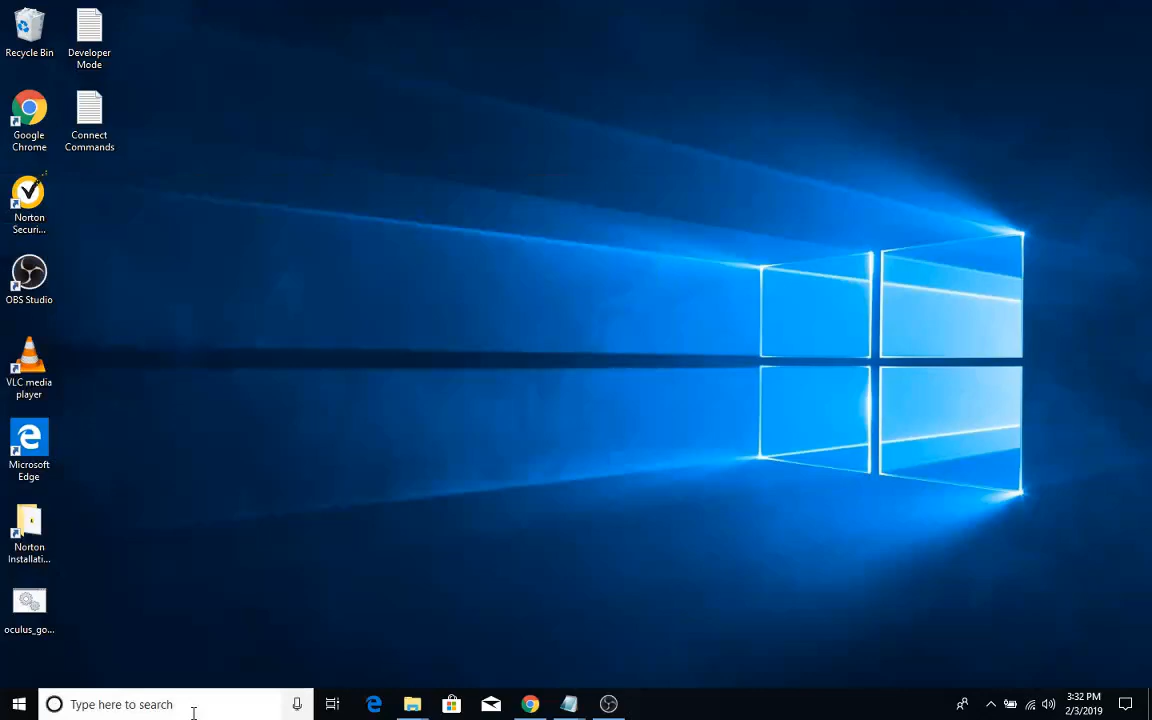 Recycle Bin
Developer
Mode
Google
Chrome
Connect
Commands
Norton
Securi...
OBS Studio
VLC media
player
Microsoft
Edge
Norton
Installati...
oculus_go...
Type here to search
3:32 PM
2/3/2019